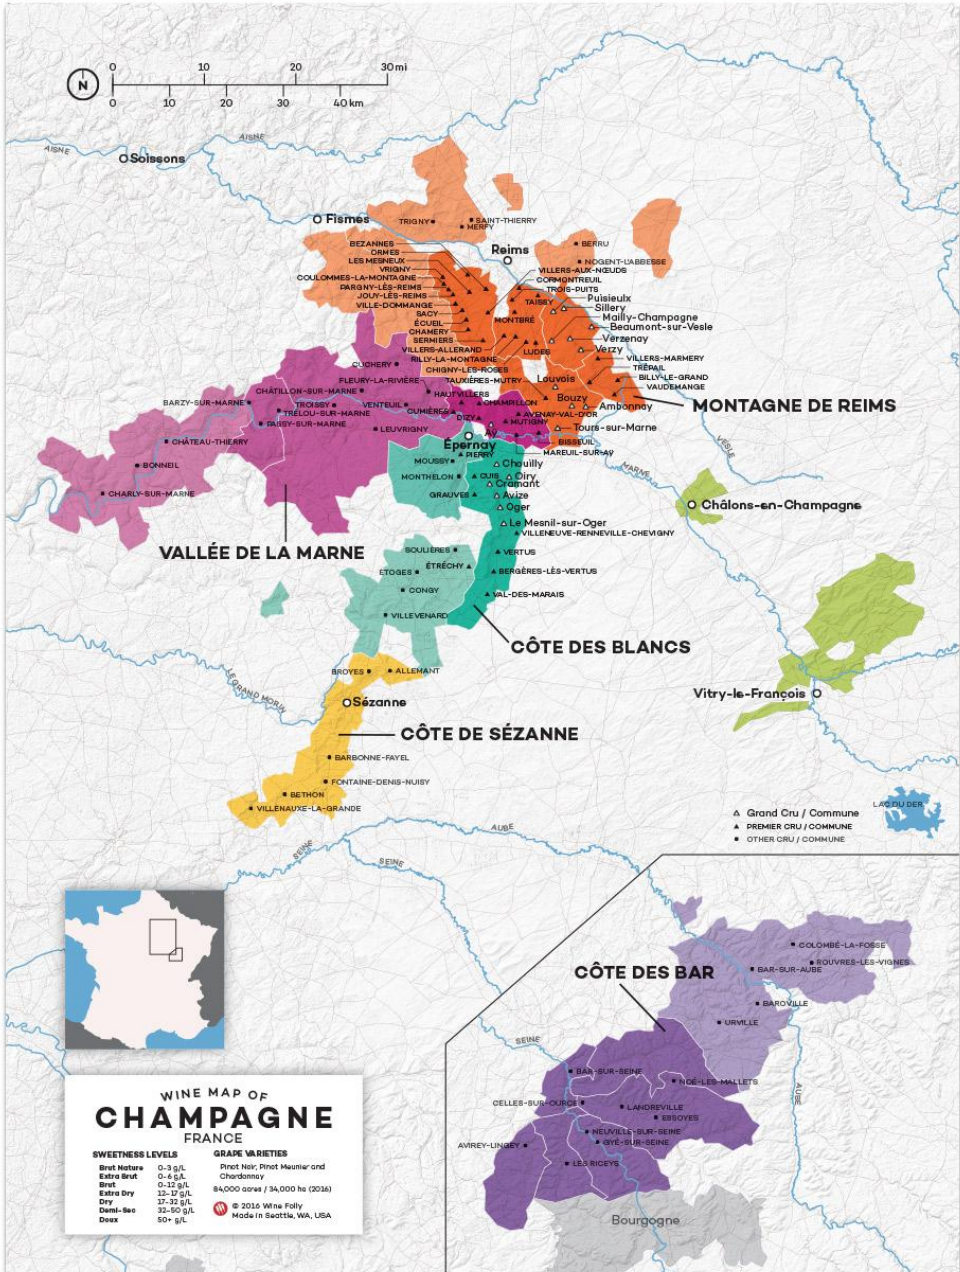 0 10 20 30 mi
N
0 10 20 30 40 km
AISNE
AISNE
Soissons
Fismes
TRIGNY
SAINT-THIERRY
MERFY
BEZANNES
ORMES
LES MESNEUX
VRIGNY
COULOMMES-LA-MONTAGNE
PARGNY-LÈS-REIMS
JOUY-LÈS-REIMS
VILLE-DOMMANGE
SACY
ÉCUEIL
CHAMERY
SERMIERS
VILLERS-ALLERAND
RILLY-LA-MONTAGNE
CHIGNY-LES-ROSES
Reims
BERRU
NOGENT-L'ABBESSE
VILLERS-AUX-NŒUDS
CORMONTREUIL
TROIS-PUITS
TAISSY
Puisieulx
Sillery
MONTBRÉ
Mailly-Champagne
Beaumont-sur-Vesle
Verzenay
LUDES
Verzy
VILLERS-MARMERY
TRÉPAIL
BILLY-LE-GRAND
VAUDEMANGE
TAUXIÈRES-MUTRY
Louvois
Bouzy
Ambonnay
MONTAGNE DE REIMS
CUCHERY
FLEURY-LA-RIVIÈRE
CHÂTILLON-SUR-MARNE
HAUTVILLERS
BARZY-SUR-MARNE
TROISSY
VENTEUIL
CHAMPILLON
TRÉLOU-SUR-MARNE
CUMIÈRES
DIZY
AVENAY-VAL-D'OR
MUTIGNY
PASSY-SUR-MARNE
LEUVRIGNY
Aÿ
Tours-sur-Marne
CHÂTEAU-THIERRY
Épernay
BISSEUIL
MAREUIL-SUR-AŸ
BONNEIL
CHARLY-SUR-MARNE
PIERRY
MOUSSY
Chouilly
MONTHELON
CUIS
Oiry
Cramant
GRAUVES
Avize
Oger
Le Mesnil-sur-Oger
VILLENEUVE-RENNEVILLE-CHEVIGNY
MARNE
VESLE
Châlons-en-Champagne
VALLÉE DE LA MARNE
SOULIÈRES
VERTUS
ÉTRÉCHY
ETOGES
BERGÈRES-LÈS-VERTUS
CONGY
VAL-DES-MARAIS
VILLEVENARD
CÔTE DES BLANCS
LE GRAND MORIN
BROYES
ALLEMANT
Sézanne
Vitry-le-François
CÔTE DE SÉZANNE
BARBONNE-FAYEL
FONTAINE-DENIS-NUISY
BETHON
VILLENAUXE-LA-GRANDE
LAC DU DER
Grand Cru / Commune
PREMIER CRU / COMMUNE
OTHER CRU / COMMUNE
AUBE
SEINE
SEINE
CÔTE DES BAR
COLOMBÉ-LA-FOSSE
ROUVRES-LES-VIGNES
BAR-SUR-AUBE
BAROVILLE
URVILLE
SEINE
BAR-SUR-SEINE
NOÉ-LES-MALLETS
CELLES-SUR-OURCE
LANDREVILLE
ESSOYES
NEUVILLE-SUR-SEINE
AVIREY-LINGEY
GYÉ-SUR-SEINE
LES RICEYS
AUBE
Bourgogne
WINE MAP OF
CHAMPAGNE
FRANCE
SWEETNESS LEVELS
Brut Nature 0-3 g/L
Extra Brut 0-6 g/L
Brut 0-12 g/L
Extra Dry 12-17 g/L
Dry 17-32 g/L
Demi-Sec 32-50 g/L
Doux 50+ g/L
GRAPE VARIETIES
Pinot Noir, Pinot Meunier and
Chardonnay
84,000 acres / 34,000 ha (2016)
© 2016 Wine Folly
Made in Seattle, WA, USA